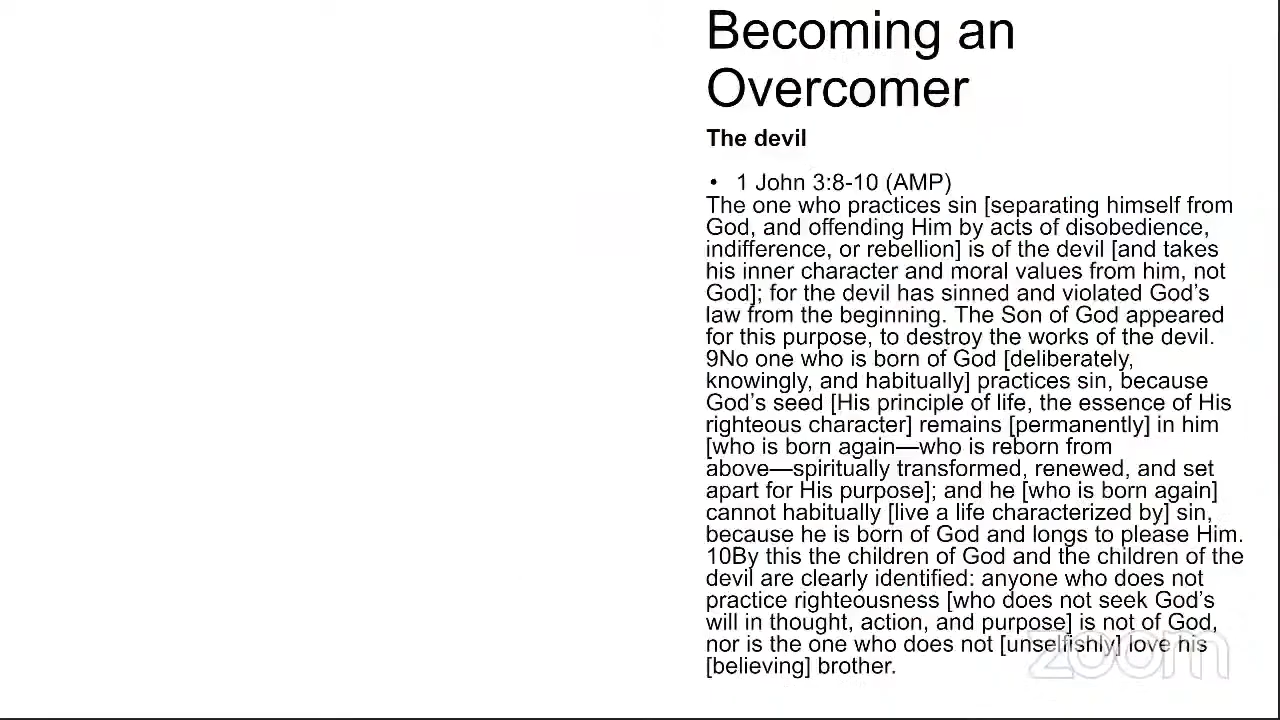 Becoming an
Overcomer
The devil
• 1 John 3:8-10 (AMP)
The one who practices sin [separating himself from
God, and offending Him by acts of disobedience,
indifference, or rebellion] is of the devil [and takes
his inner character and moral values from him, not
God]; for the devil has sinned and violated God’s
law from the beginning. The Son of God appeared
for this purpose, to destroy the works of the devil.
9No one who is born of God [deliberately,
knowingly, and habitually] practices sin, because
God’s seed [His principle of life, the essence of His
righteous character] remains [permanently] in him
[who is born again—who is reborn from
above—spiritually transformed, renewed, and set
apart for His purpose]; and he [who is born again]
cannot habitually [live a life characterized by] sin,
because he is born of God and longs to please Him.
10By this the children of God and the children of the
devil are clearly identified: anyone who does not
practice righteousness [who does not seek God’s
will in thought, action, and purpose] is not of God,
nor is the one who does not [unselfishly] love his
[believing] brother.
zoom